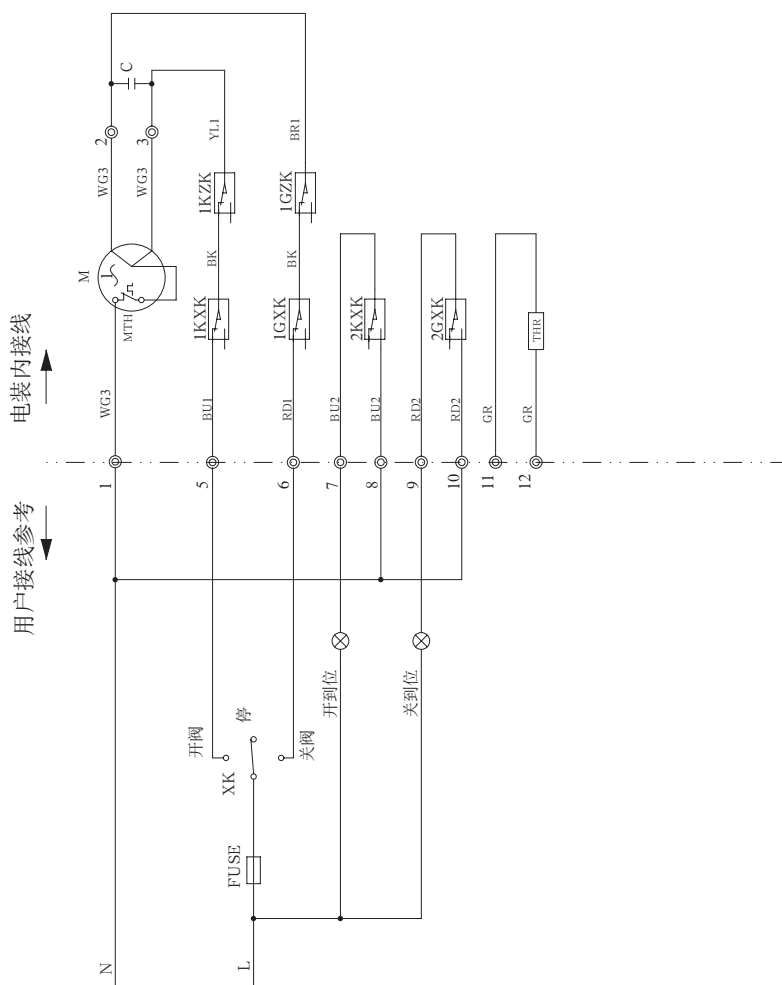 电装内接线
用户接线参考
C
2
3
WG3
WG3
YL1
BR1
1KZK
1GZK
M
MTH
BK
BK
1KXK
1GXK
2KXK
2GXK
THR
WG3
BU1
RD1
BU2
BU2
RD2
RD2
GR
GR
1
5
6
7
8
9
10
11
12
开到位
关到位
开阀
停
关阀
XK
FUSE
N
L